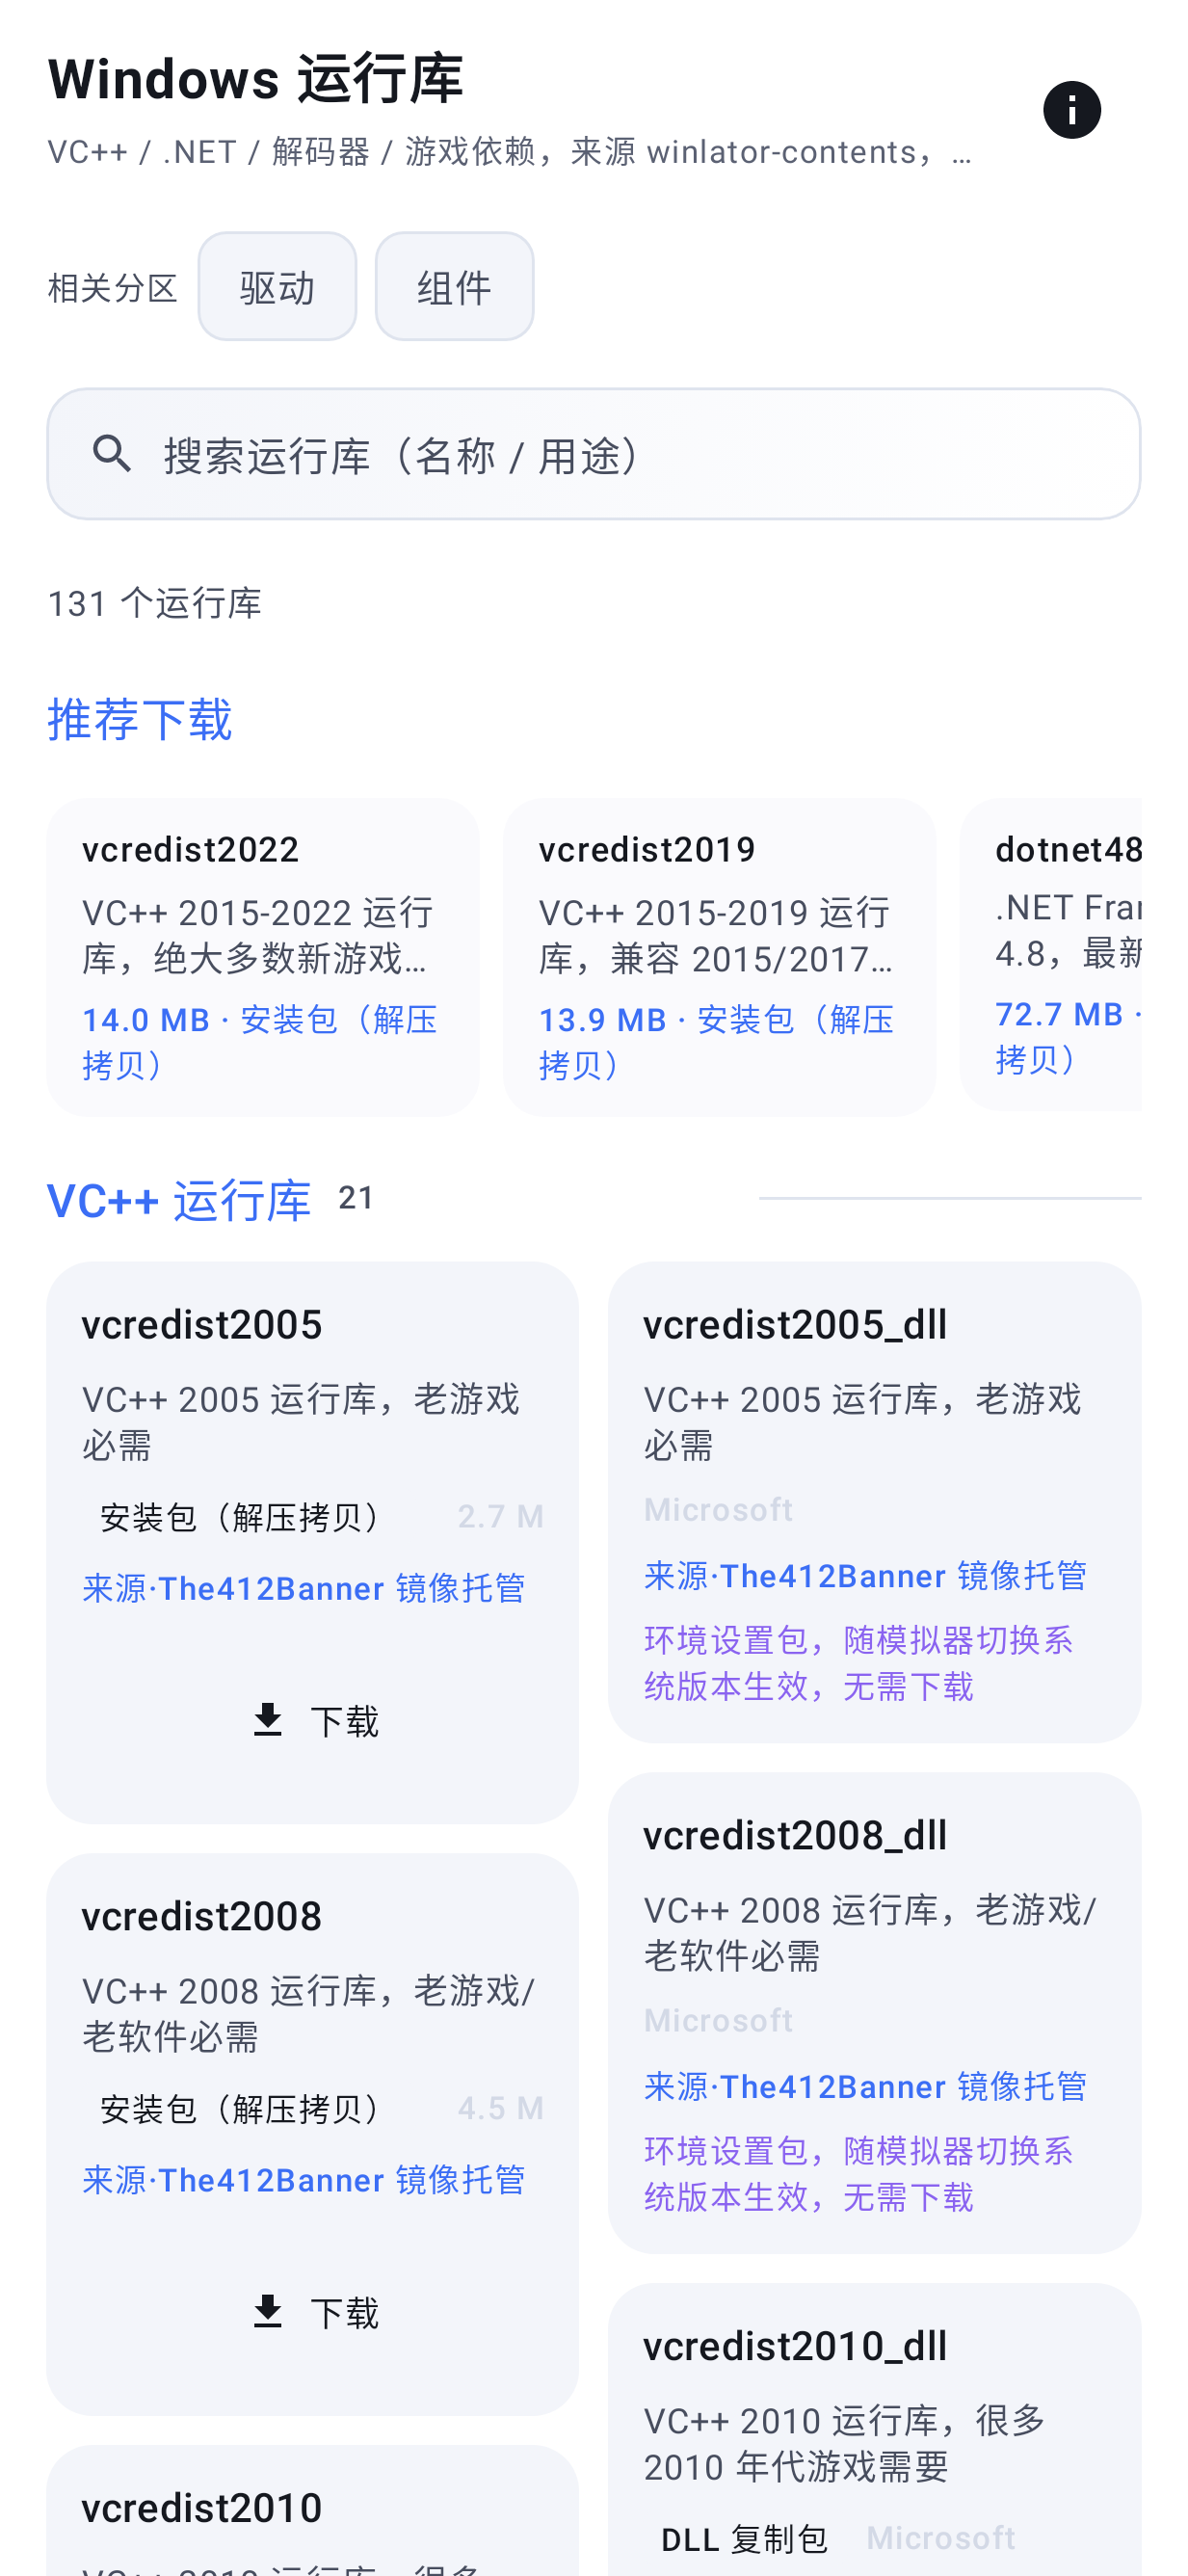 Windows 运行库
VC++ / .NET / 解码器 / 游戏依赖，来源 winlator-contents，…
相关分区
驱动
组件
搜索运行库（名称 / 用途）
131 个运行库
推荐下载
vcredist2022
VC++ 2015-2022 运行
库，绝大多数新游戏…
14.0 MB · 安装包（解压
拷贝）
vcredist2019
VC++ 2015-2019 运行
库，兼容 2015/2017…
13.9 MB · 安装包（解压
拷贝）
dotnet48
.NET Fra
4.8，最新
72.7 MB ·
拷贝）
VC++ 运行库 21
vcredist2005
VC++ 2005 运行库，老游戏
必需
安装包（解压拷贝） 2.7 M
来源·The412Banner 镜像托管
下载
vcredist2005_dll
VC++ 2005 运行库，老游戏
必需
Microsoft
来源·The412Banner 镜像托管
环境设置包，随模拟器切换系
统版本生效，无需下载
vcredist2008
VC++ 2008 运行库，老游戏/
老软件必需
安装包（解压拷贝） 4.5 M
来源·The412Banner 镜像托管
下载
vcredist2008_dll
VC++ 2008 运行库，老游戏/
老软件必需
Microsoft
来源·The412Banner 镜像托管
环境设置包，随模拟器切换系
统版本生效，无需下载
vcredist2010
VC++ 2010 运行库，很多
vcredist2010_dll
VC++ 2010 运行库，很多
2010 年代游戏需要
DLL 复制包 Microsoft